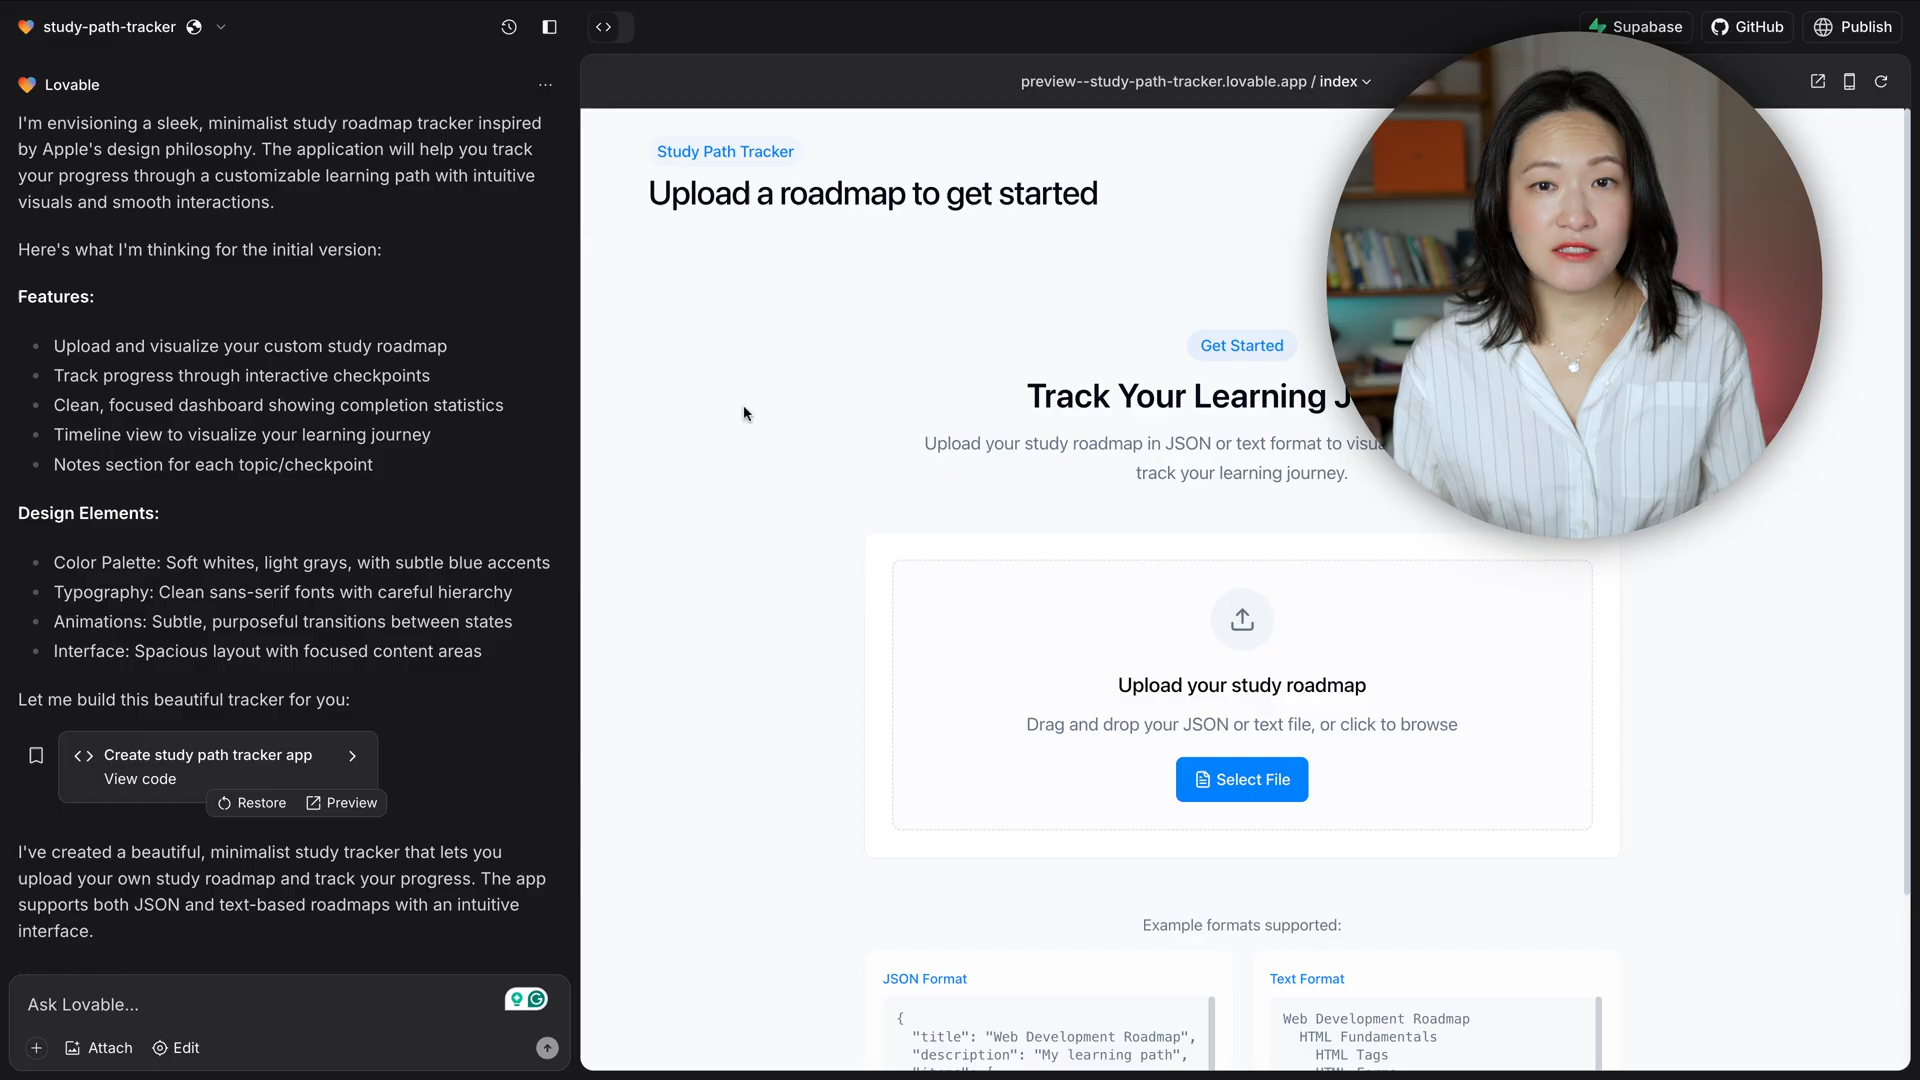 study-path-tracker
Supabase
GitHub
Publish
Lovable
I'm envisioning a sleek, minimalist study roadmap tracker inspired
by Apple's design philosophy. The application will help you track
your progress through a customizable learning path with intuitive
visuals and smooth interactions.
Here's what I'm thinking for the initial version:
Features:
Upload and visualize your custom study roadmap
Track progress through interactive checkpoints
Clean, focused dashboard showing completion statistics
Timeline view to visualize your learning journey
Notes section for each topic/checkpoint
Design Elements:
Color Palette: Soft whites, light grays, with subtle blue accents
Typography: Clean sans-serif fonts with careful hierarchy
Animations: Subtle, purposeful transitions between states
Interface: Spacious layout with focused content areas
Let me build this beautiful tracker for you:
Create study path tracker app
View code
Restore
Preview
I've created a beautiful, minimalist study tracker that lets you
upload your own study roadmap and track your progress. The app
supports both JSON and text-based roadmaps with an intuitive
interface.
Ask Lovable...
Attach
Edit
preview--study-path-tracker.lovable.app / index
Study Path Tracker
Upload a roadmap to get started
Get Started
Track Your Learning
Upload your study roadmap in JSON or text format to
track your learning journey.
Upload your study roadmap
Drag and drop your JSON or text file, or click to browse
Select File
Example formats supported:
JSON Format
{
"title": "Web Development Roadmap",
"description": "My learning path",
Text Format
Web Development Roadmap
HTML Fundamentals
HTML Tags